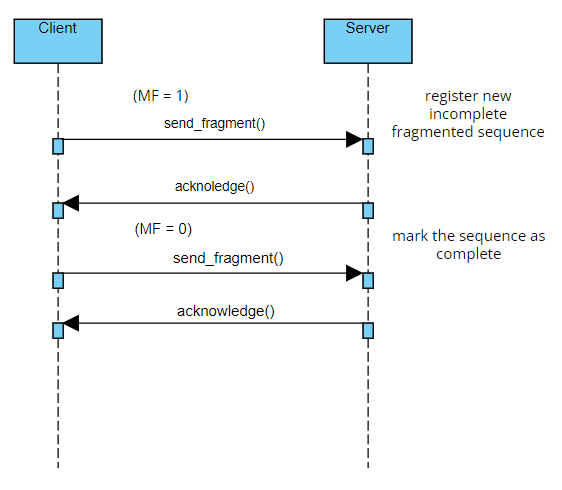 Client
Server
(MF = 1)
send_fragment()
register new
incomplete
fragmented sequence
acknoledge()
(MF = 0)
send_fragment()
mark the sequence as
complete
acknowledge()